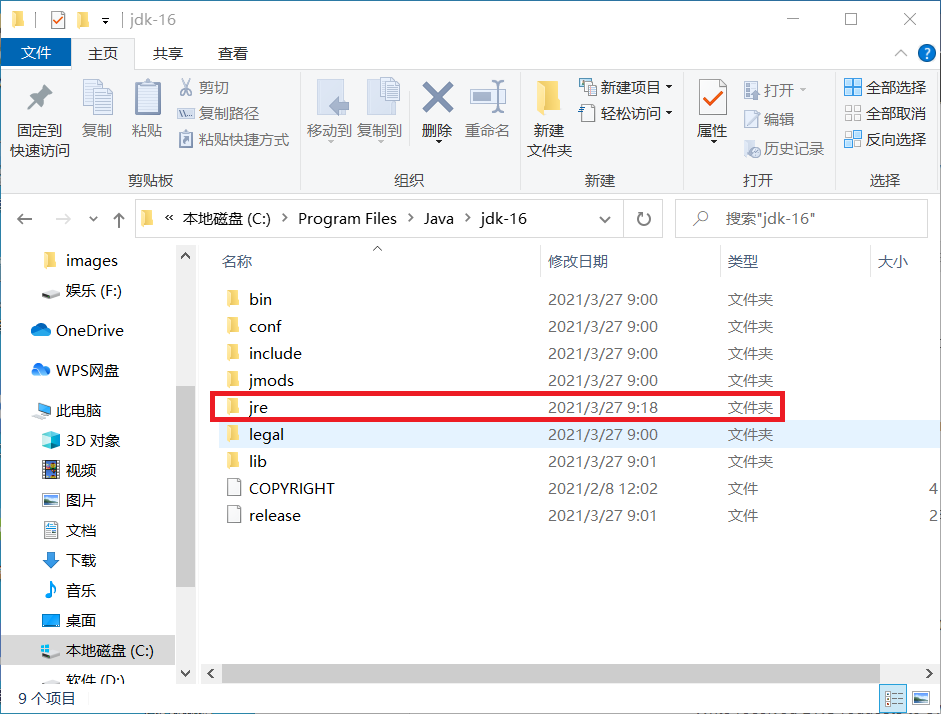 jdk-16
文件 主页 共享 查看
固定到快速访问
复制
粘贴
剪切
复制路径
粘贴快捷方式
剪贴板
移动到 复制到 删除 重命名
组织
新建文件夹
新建项目
轻松访问
新建
属性
打开
编辑
历史记录
打开
全部选择
全部取消
反向选择
选择
« 本地磁盘 (C:) > Program Files > Java > jdk-16
搜索"jdk-16"
images
娱乐 (F:)
OneDrive
WPS网盘
此电脑
3D 对象
视频
图片
文档
下载
音乐
桌面
本地磁盘 (C:)
软件 (D:)
名称 修改日期 类型 大小
bin 2021/3/27 9:00 文件夹
conf 2021/3/27 9:00 文件夹
include 2021/3/27 9:00 文件夹
jmods 2021/3/27 9:00 文件夹
jre 2021/3/27 9:18 文件夹
legal 2021/3/27 9:00 文件夹
lib 2021/3/27 9:01 文件夹
COPYRIGHT 2021/2/8 12:02 文件 4
release 2021/3/27 9:01 文件 2
9 个项目